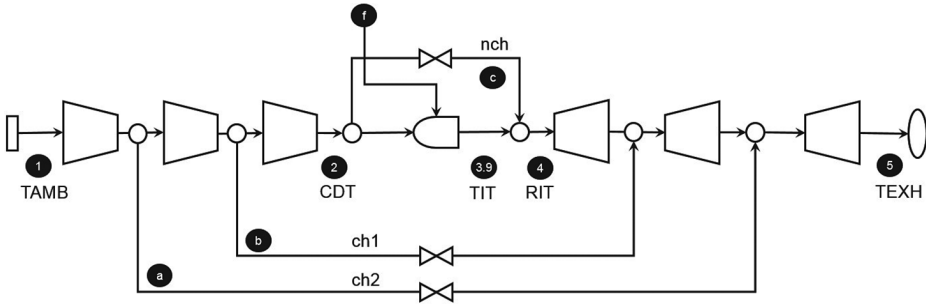 f
nch
c
1
TAMB
2
CDT
3.9
TIT
4
RIT
5
TEXH
b
ch1
a
ch2